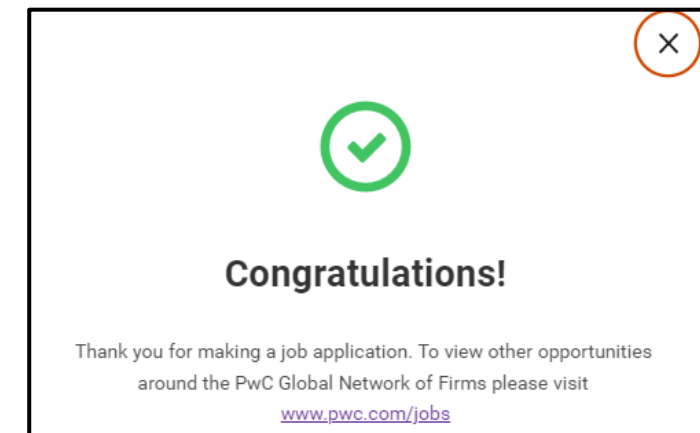 Congratulations!
Thank you for making a job application. To view other opportunities
around the PwC Global Network of Firms please visit
www.pwc.com/jobs